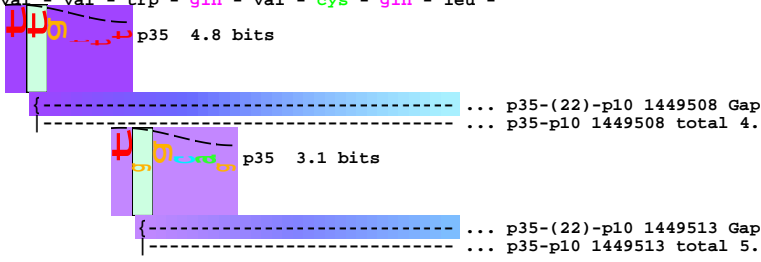 val - val - trp - gln - val - cys - gln - leu -
p35 4.8 bits
{------------------------------ ... p35-(22)-p10 1449508 Gap
|------------------------------ ... p35-p10 1449508 total 4.
p35 3.1 bits
{----------------------- ... p35-(22)-p10 1449513 Gap
|----------------------- ... p35-p10 1449513 total 5.